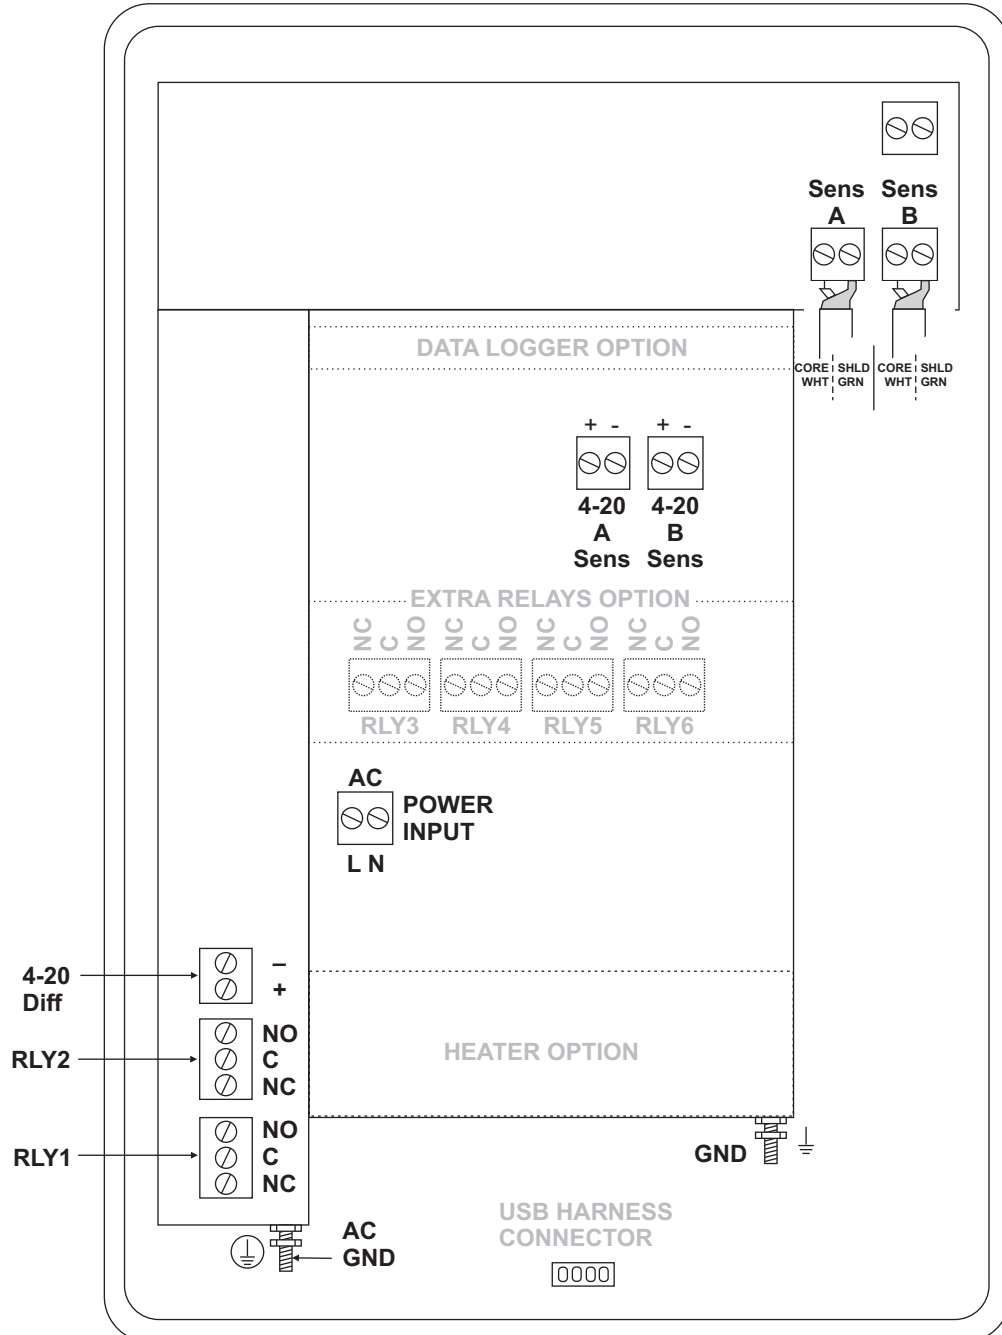 Sens Sens
A B
CORE SHLD CORE SHLD
WHT GRN WHT GRN
DATA LOGGER OPTION
+ - + -
4-20 4-20
A B
Sens Sens
EXTRA RELAYS OPTION
NC C NO NC C NO NC C NO NC C NO
RLY3 RLY4 RLY5 RLY6
AC
POWER
INPUT
L N
4-20
Diff
–
+
RLY2
NO
C
NC
HEATER OPTION
RLY1
NO
C
NC
GND
AC
GND
USB HARNESS
CONNECTOR